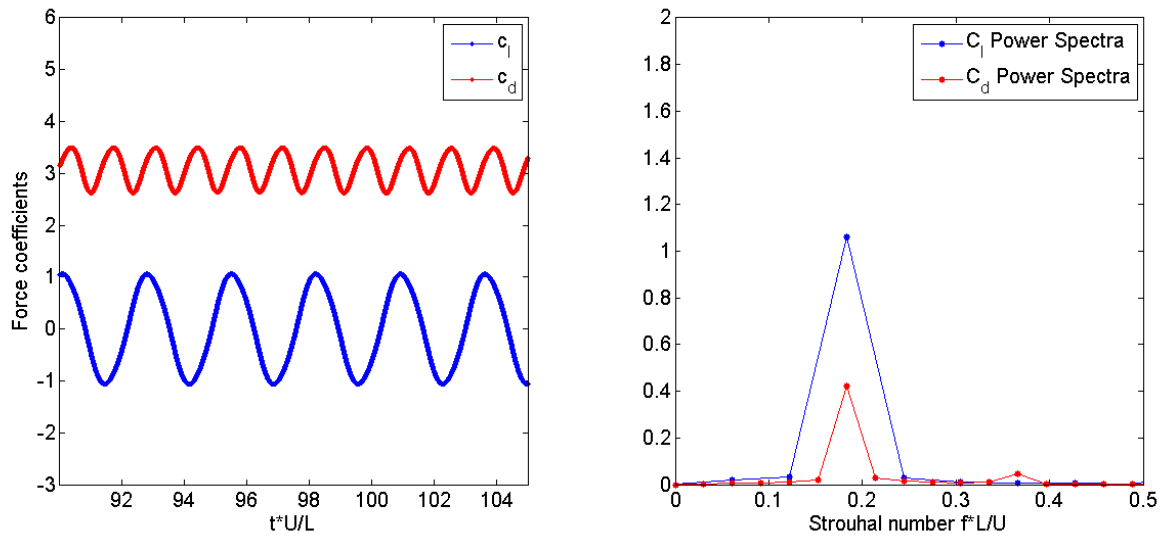 6
5
4
3
2
1
0
-1
-2
-3
Force coefficients
92 94 96 98 100 102 104
t*U/L
c_l
c_d
2
1.8
1.6
1.4
1.2
1
0.8
0.6
0.4
0.2
0
0 0.1 0.2 0.3 0.4 0.5
Strouhal number f*L/U
C_l Power Spectra
C_d Power Spectra